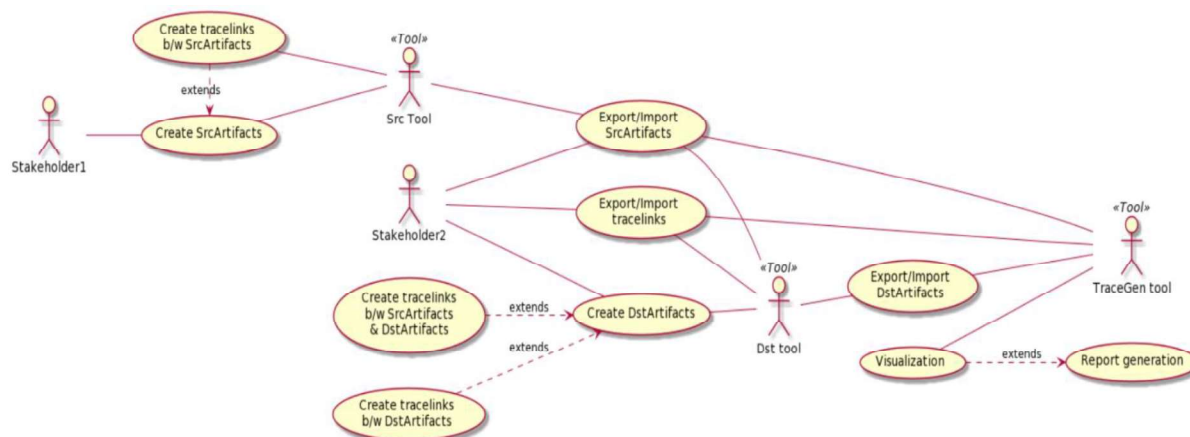 Create tracelinks
b/w SrcArtifacts
«Tool»
extends
Src Tool
Create SrcArtifacts
Stakeholder1
Export/Import
SrcArtifacts
Stakeholder2
Export/Import
tracelinks
«Tool»
TraceGen tool
«Tool»
Export/Import
DstArtifacts
Create tracelinks
b/w SrcArtifacts
& DstArtifacts
extends
Create DstArtifacts
Dst tool
extends
Visualization
extends
Report generation
Create tracelinks
b/w DstArtifacts